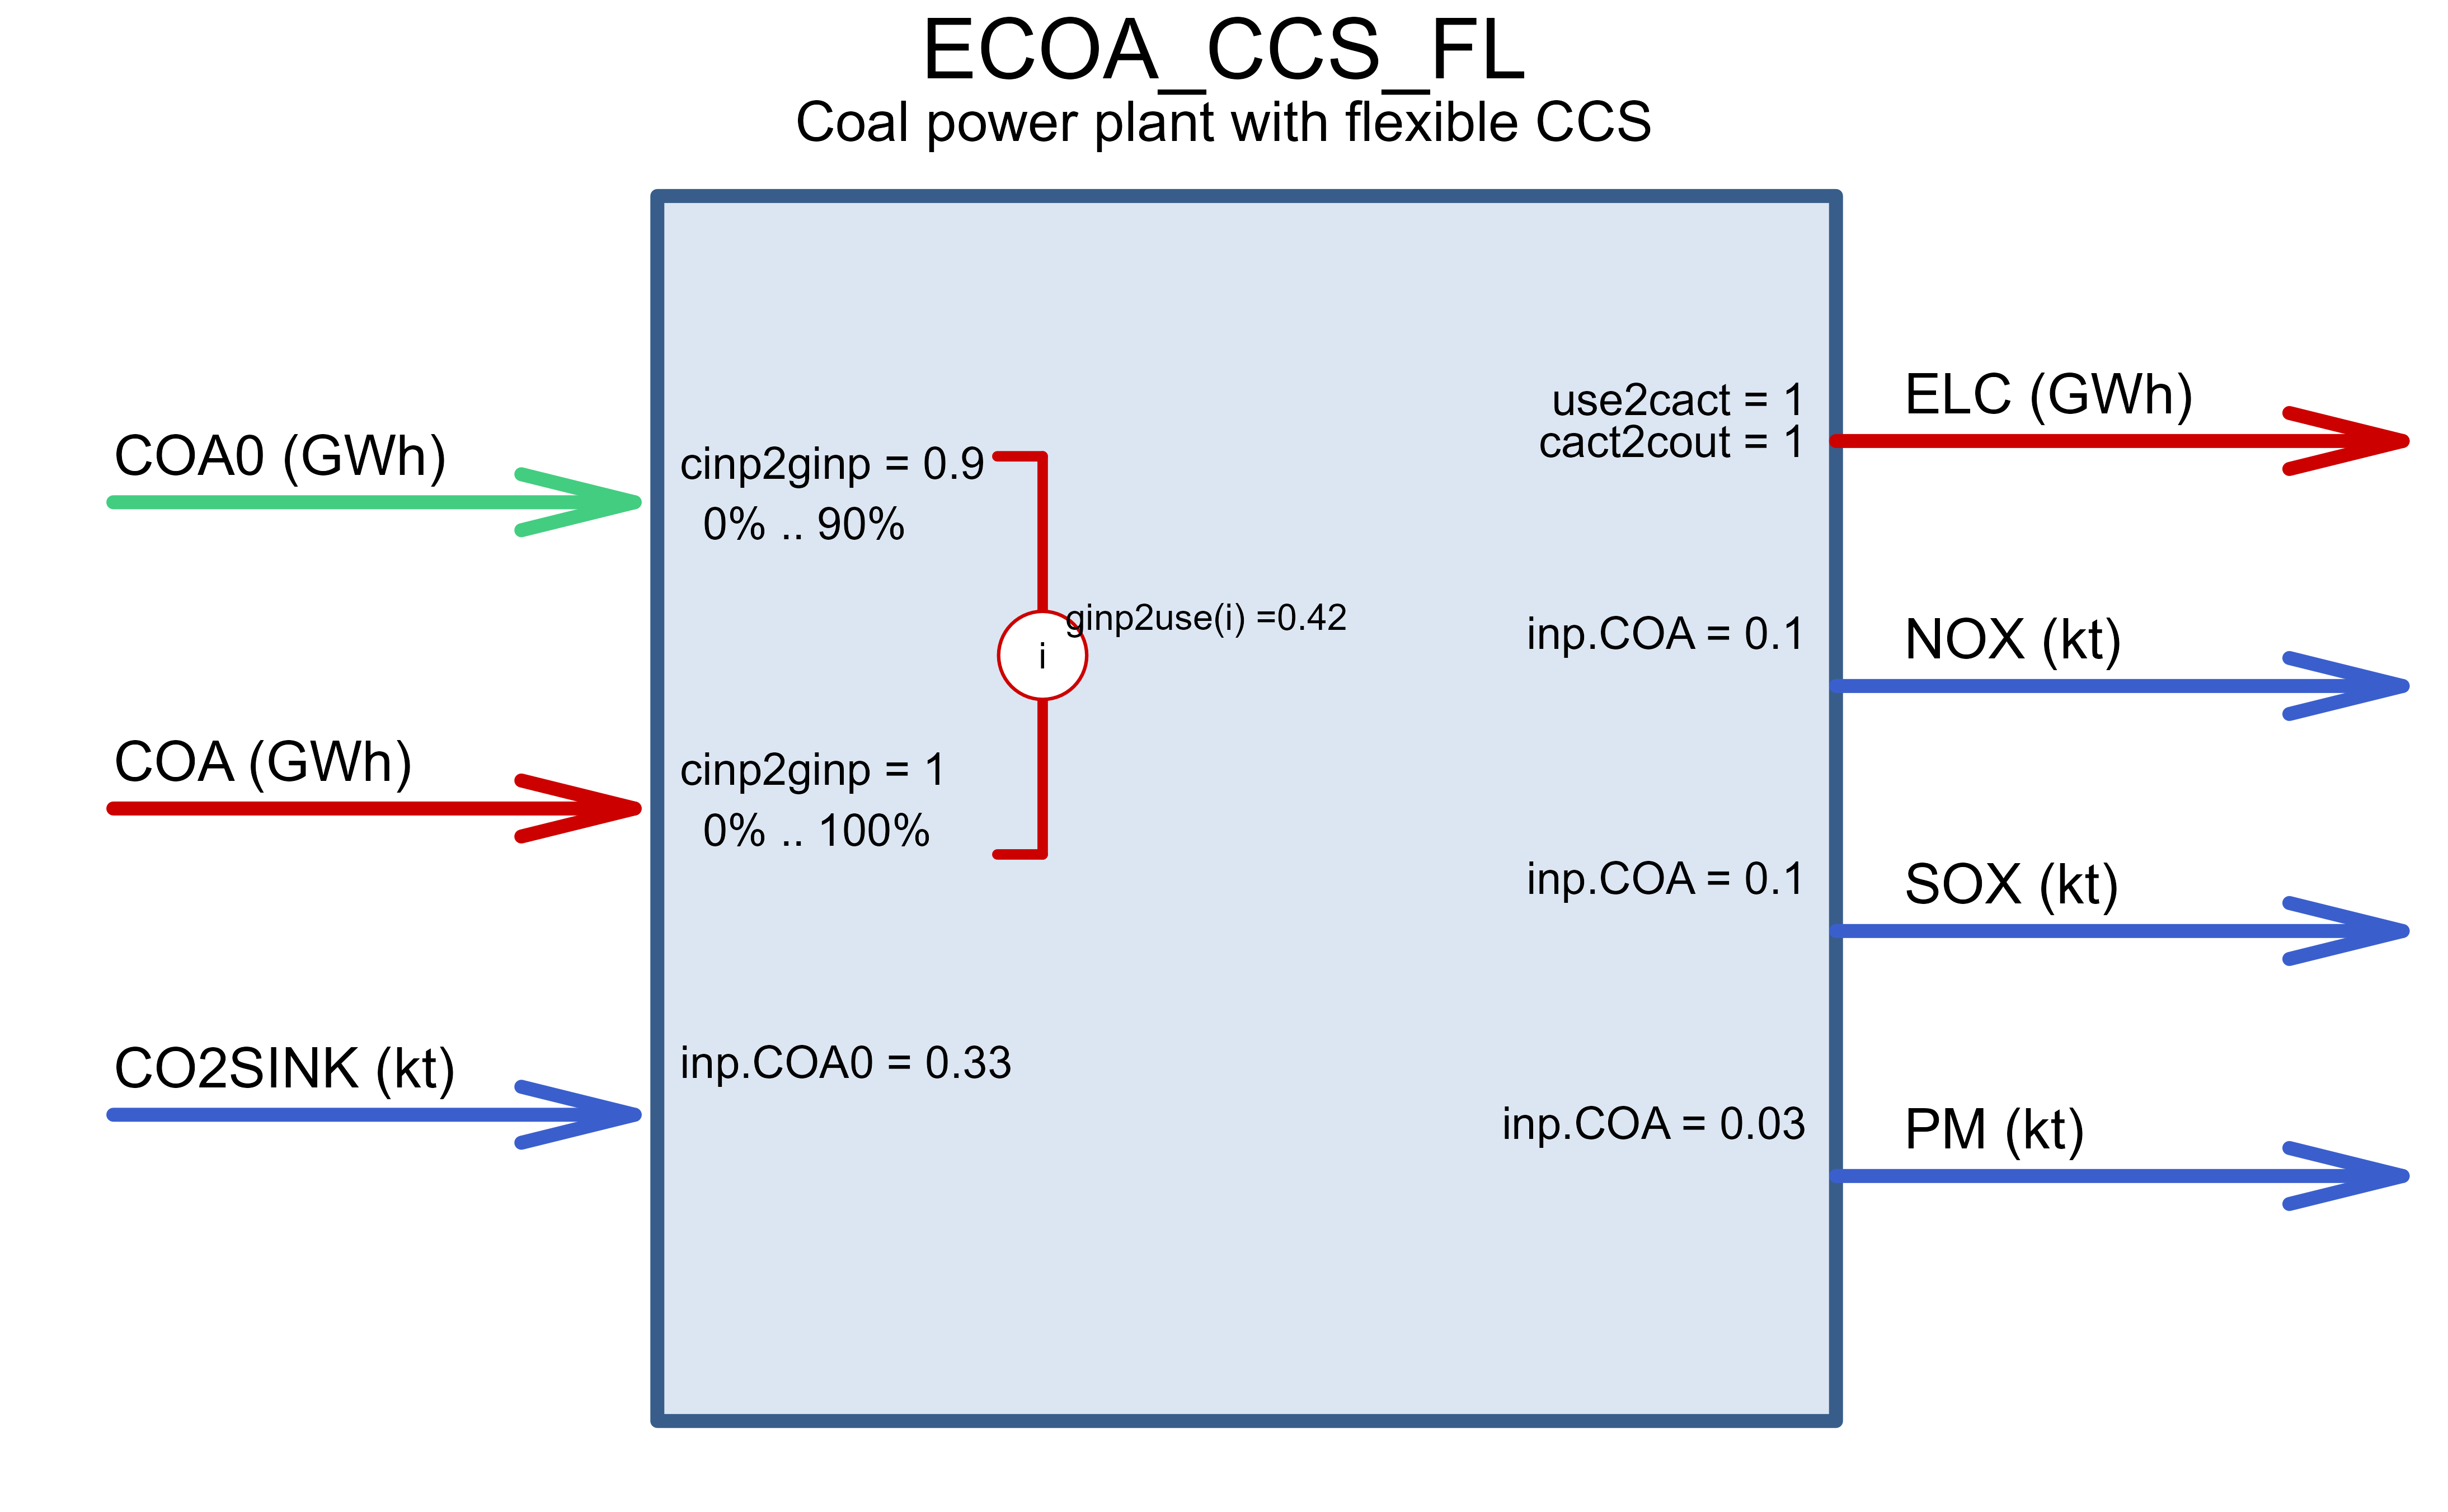 ECOA_CCS_FL
Coal power plant with flexible CCS
COA0 (GWh)
cinp2ginp = 0.9
0% .. 90%
COA (GWh)
cinp2ginp = 1
0% .. 100%
CO2SINK (kt)
inp.COA0 = 0.33
i
ginp2use(i) =0.42
use2cact = 1
cact2cout = 1
ELC (GWh)
inp.COA = 0.1
NOX (kt)
inp.COA = 0.1
SOX (kt)
inp.COA = 0.03
PM (kt)